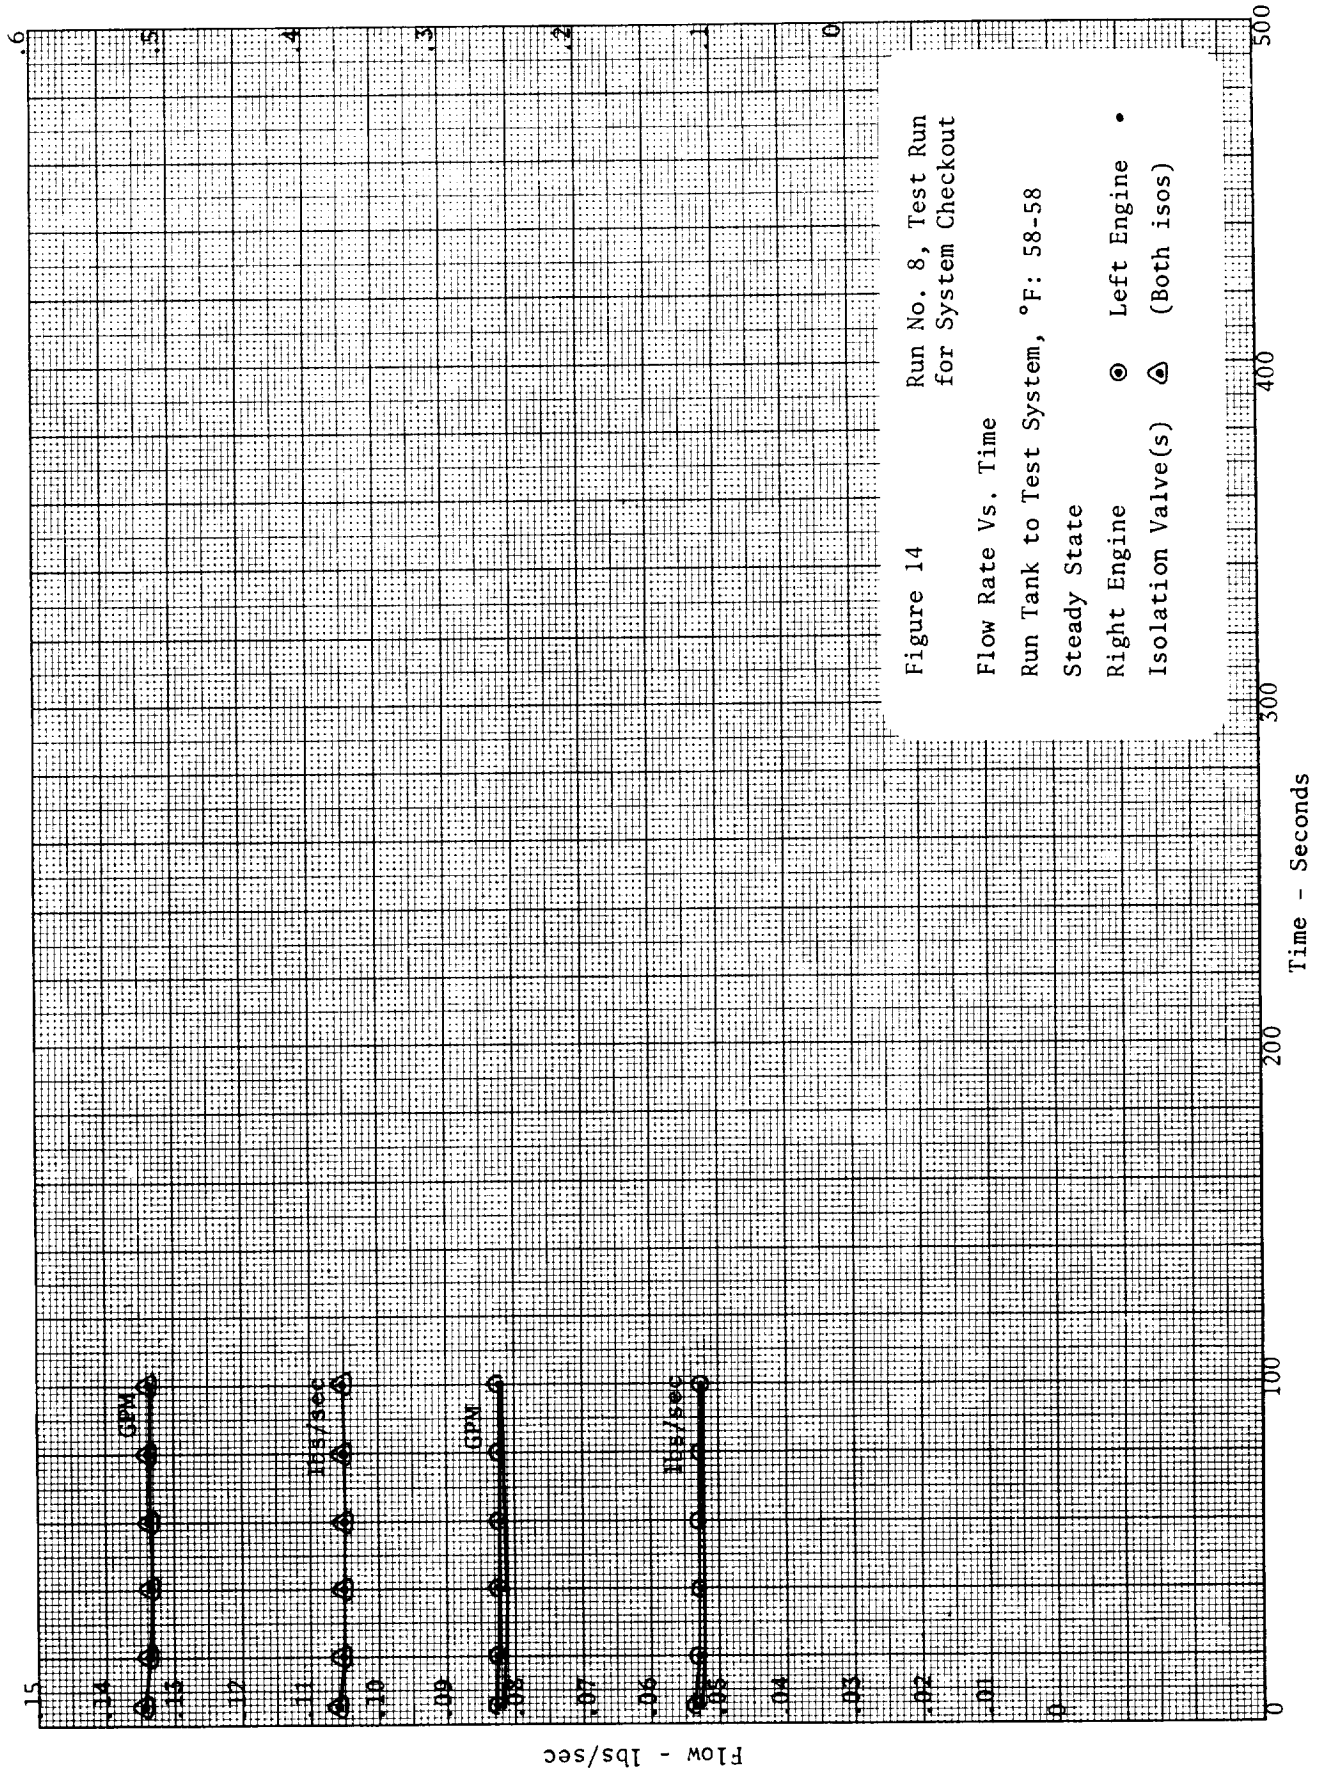 .6
.5
.4
.3
.2
.1
0
.15
.14
.13
.12
.11
.10
.09
.08
.07
.06
.05
.04
.03
.02
.01
0
GPM
lbs/sec
GPM
lbs/sec
Flow - lbs/sec
0
100
200
300
400
500
Time - Seconds
Figure 14 Run No. 8, Test Run
for System Checkout
Flow Rate Vs. Time
Run Tank to Test System, °F: 58-58
Steady State
Right Engine ⊙ Left Engine •
Isolation Valve(s) (Both isos)